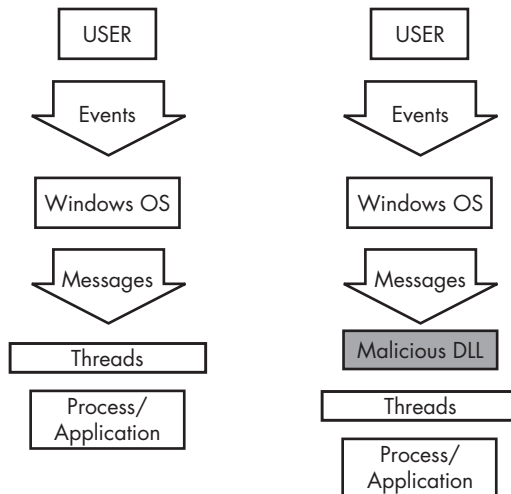 USER
Events
Windows OS
Messages
Threads
Process/
Application
USER
Events
Windows OS
Messages
Malicious DLL
Threads
Process/
Application